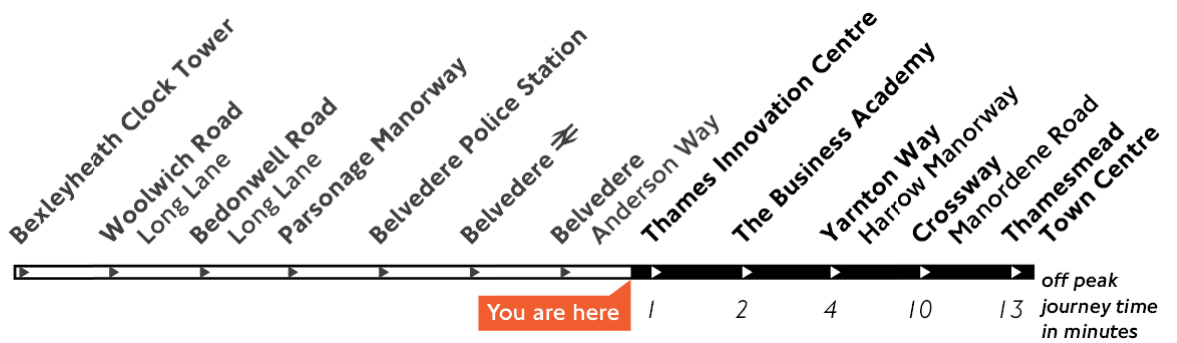 Bexleyheath Clock Tower
Woolwich Road
Long Lane
Bedonwell Road
Long Lane
Parsonage Manorway
Belvedere Police Station
Belvedere
Belvedere
Anderson Way
Thames Innovation Centre
The Business Academy
Yarnton Way
Harrow Manorway
Crossway
Manordene Road
Thamesmead
Town Centre
You are here
1 2 4 10 13
off peak
journey time
in minutes